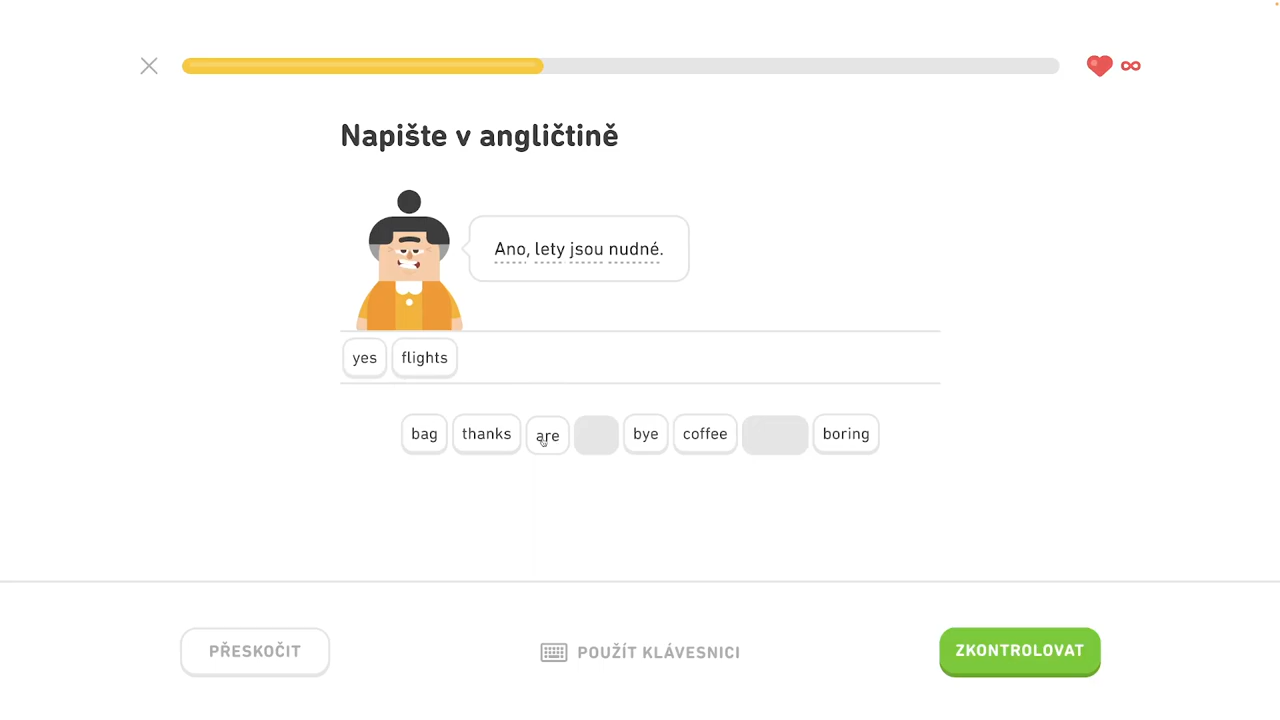 ∞
Napište v angličtině
Ano, lety jsou nudné.
yes flights
bag thanks are bye coffee boring
PŘESKOČIT POUŽÍT KLÁVESNICI ZKONTROLOVAT